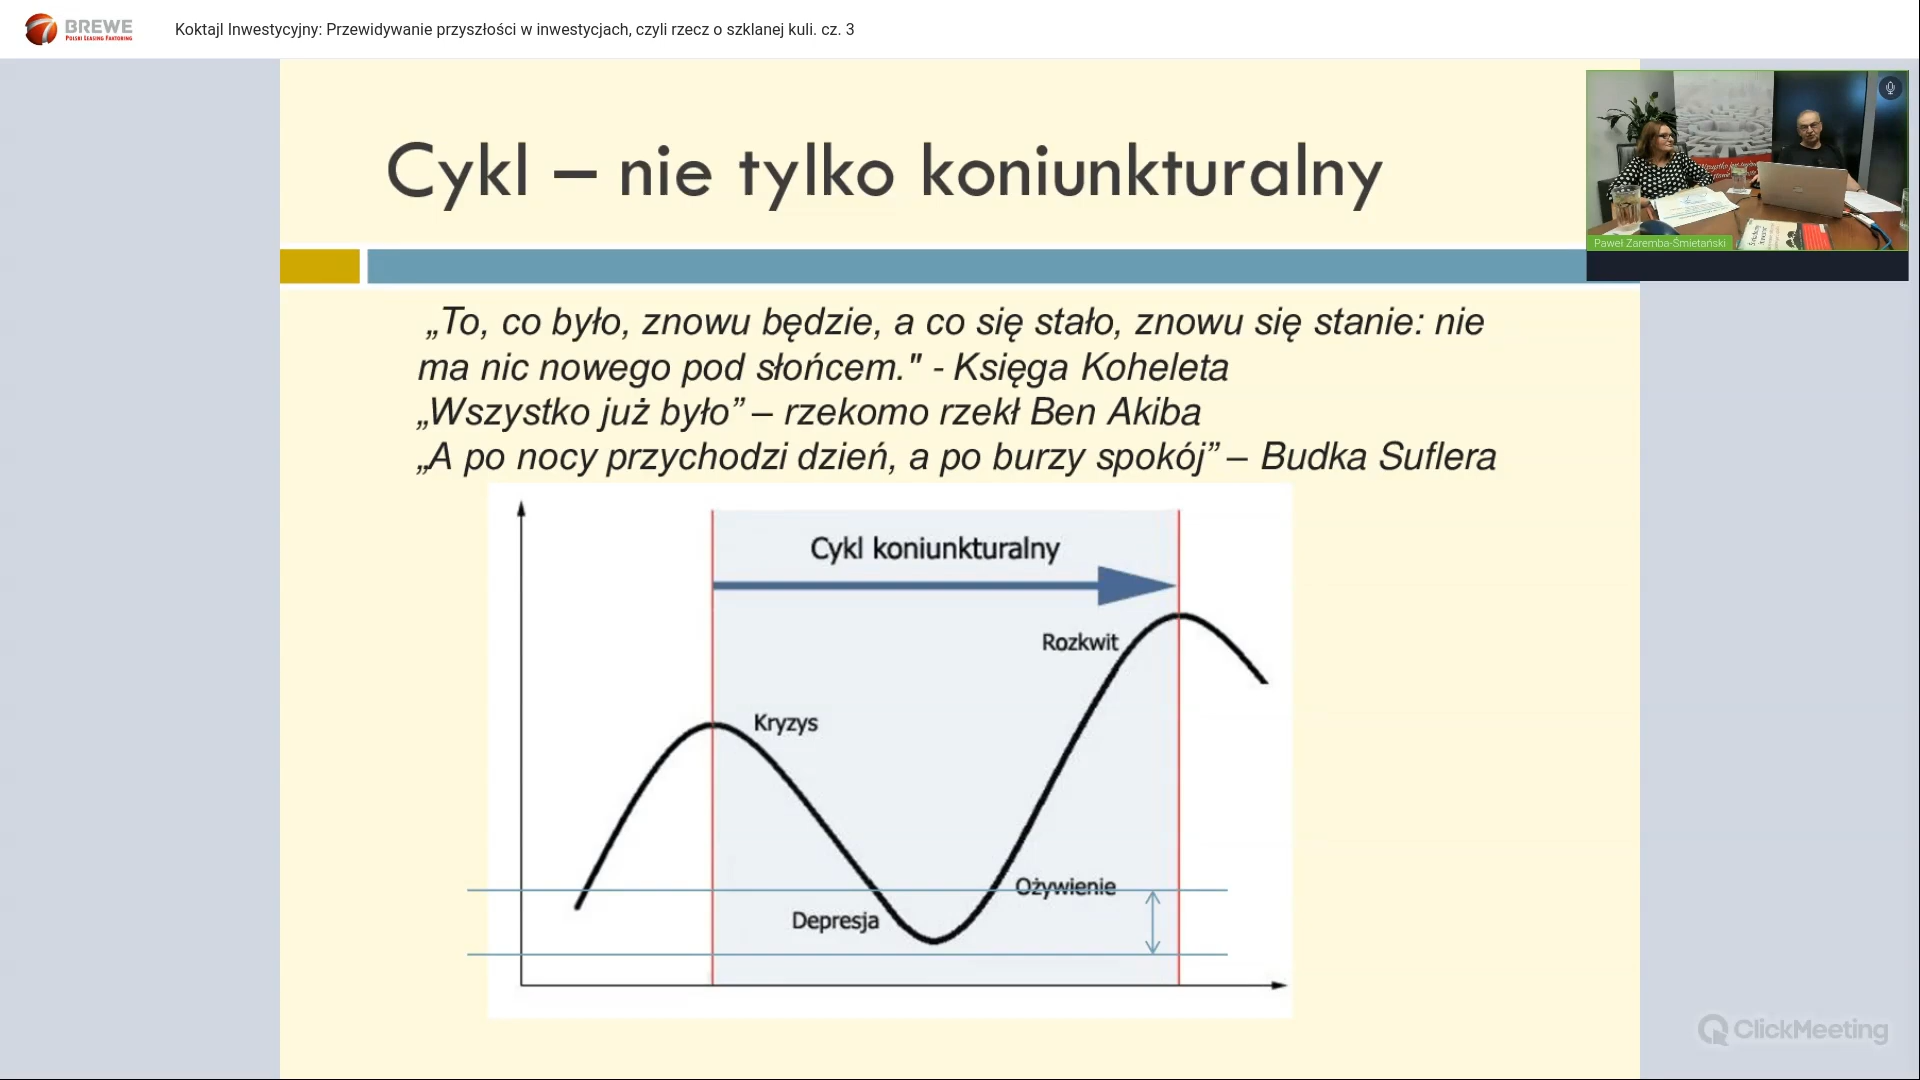 BREWE
POLSKI LEASING FAKTORING
Koktajl Inwestycyjny: Przewidywanie przyszłości w inwestycjach, czyli rzecz o szklanej kuli. cz. 3
Cykl – nie tylko koniunkturalny
Paweł Zaremba-Śmietański
„To, co było, znowu będzie, a co się stało, znowu się stanie: nie
ma nic nowego pod słońcem." - Księga Koheleta
„Wszystko już było” – rzekomo rzekł Ben Akiba
„A po nocy przychodzi dzień, a po burzy spokój” – Budka Suflera
Cykl koniunkturalny
Rozkwit
Kryzys
Ożywienie
Depresja
ClickMeeting